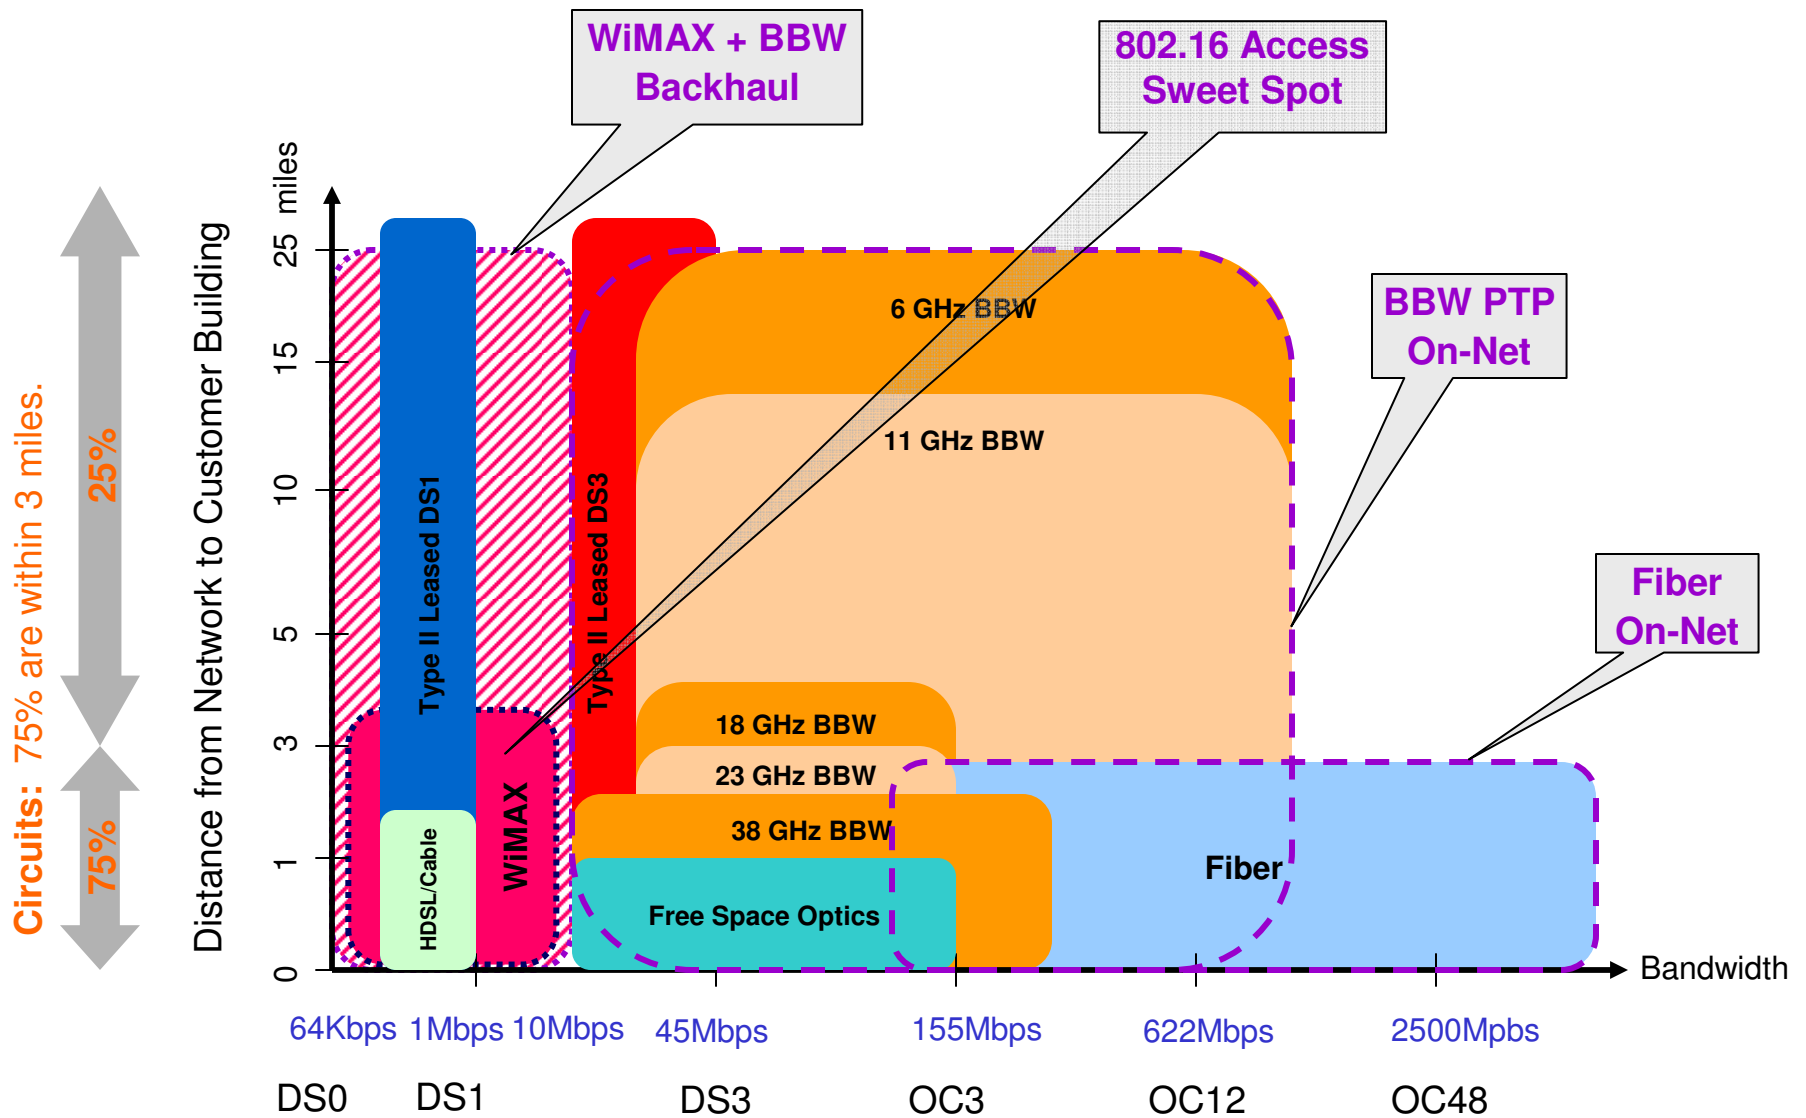 WiMAX + BBW
Backhaul
802.16 Access
Sweet Spot
BBW PTP
On-Net
Fiber
On-Net
Circuits: 75% are within 3 miles.
25%
75%
Distance from Network to Customer Building
miles
25
15
10
5
3
1
0
Type II Leased DS1
Type II Leased DS3
6 GHz BBW
11 GHz BBW
18 GHz BBW
23 GHz BBW
38 GHz BBW
WiMAX
HDSL/Cable
Free Space Optics
Fiber
Bandwidth
64Kbps 1Mbps 10Mbps 45Mbps 155Mbps 622Mbps 2500Mpbs
DS0 DS1 DS3 OC3 OC12 OC48